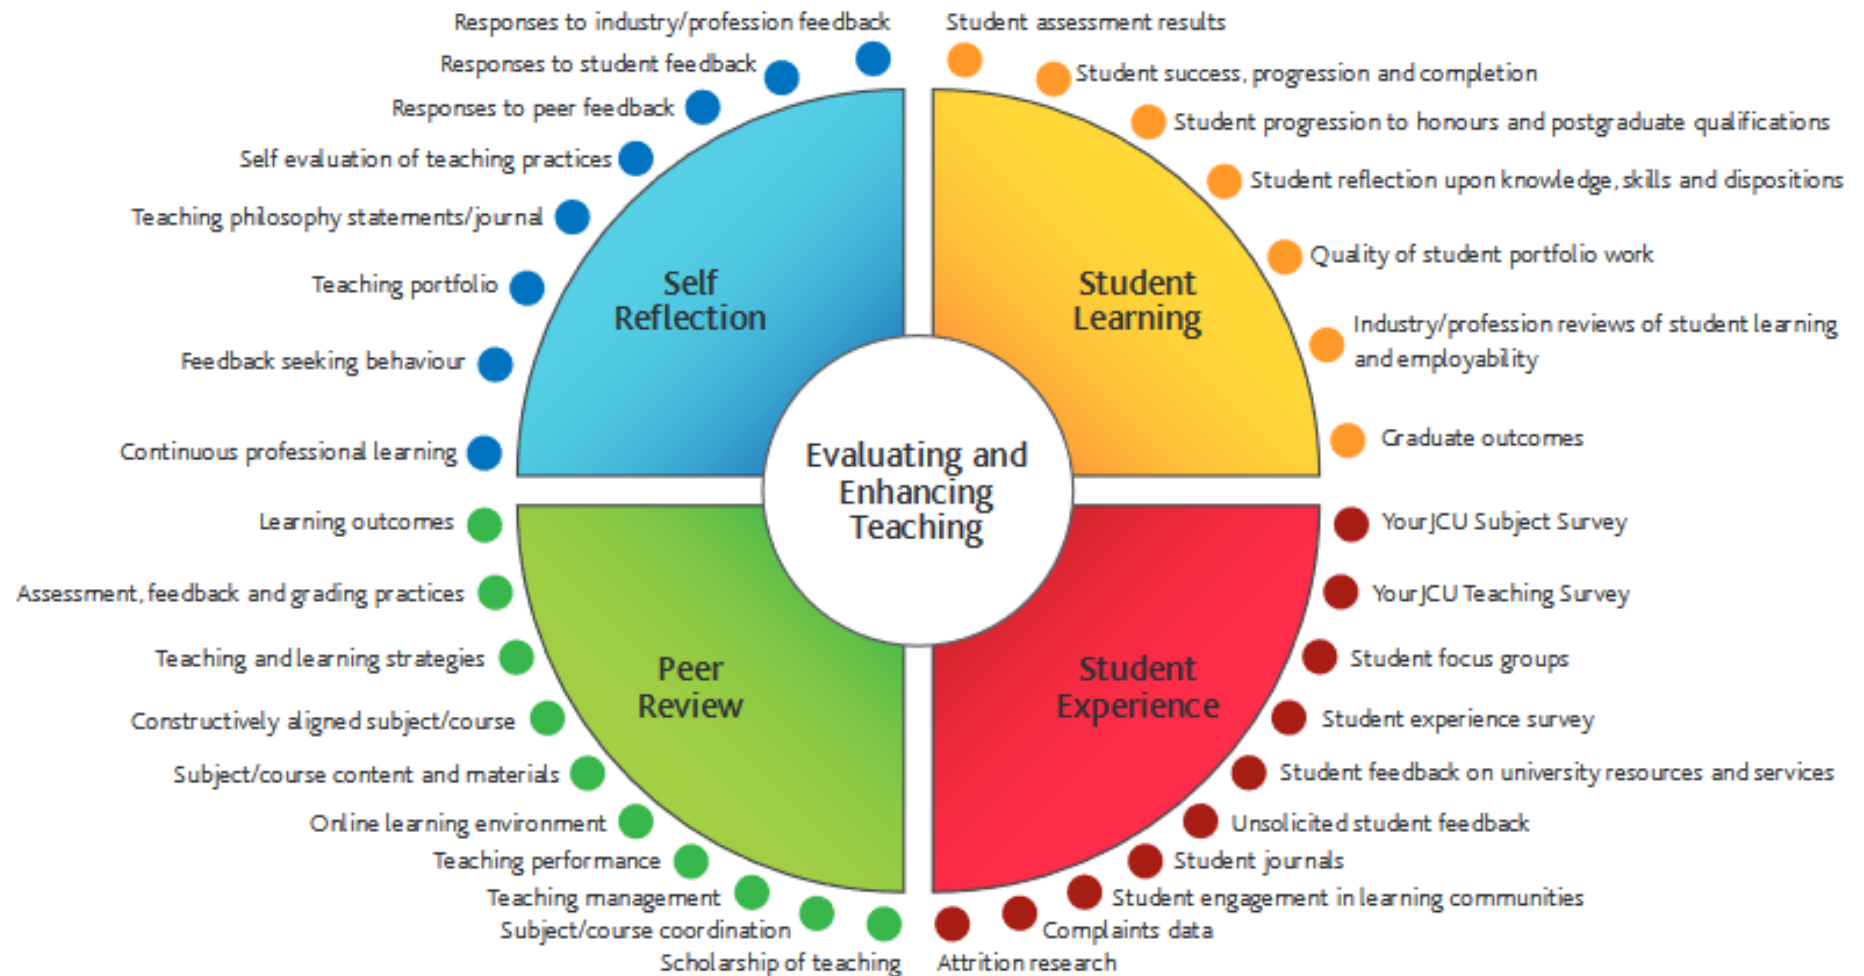 Responses to industry/profession feedback
Responses to student feedback
Responses to peer feedback
Self evaluation of teaching practices
Teaching philosophy statements/journal
Teaching portfolio
Feedback seeking behaviour
Continuous professional learning
Self
Reflection
Student assessment results
Student success, progression and completion
Student progression to honours and postgraduate qualifications
Student reflection upon knowledge, skills and dispositions
Quality of student portfolio work
Industry/profession reviews of student learning
and employability
Graduate outcomes
Student
Learning
Evaluating and
Enhancing
Teaching
Learning outcomes
Assessment, feedback and grading practices
Teaching and learning strategies
Constructively aligned subject/course
Subject/course content and materials
Online learning environment
Teaching performance
Teaching management
Subject/course coordination
Scholarship of teaching
Peer
Review
YourJCU Subject Survey
YourJCU Teaching Survey
Student focus groups
Student experience survey
Student feedback on university resources and services
Unsolicited student feedback
Student journals
Student engagement in learning communities
Complaints data
Attrition research
Student
Experience